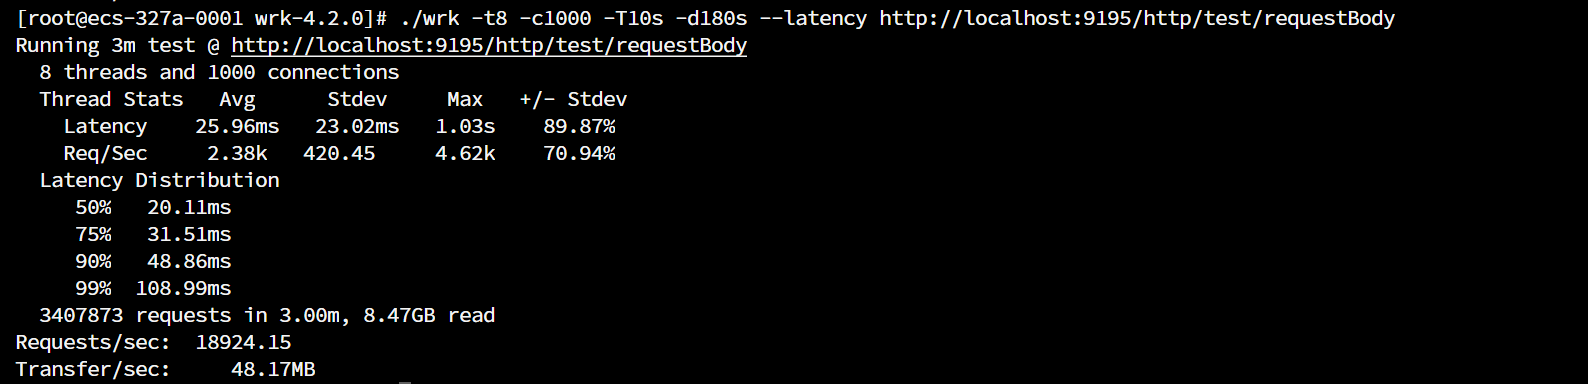 [root@ecs-327a-0001 wrk-4.2.0]# ./wrk -t8 -c1000 -T10s -d180s --latency http://localhost:9195/http/test/requestBody
Running 3m test @ http://localhost:9195/http/test/requestBody
  8 threads and 1000 connections
  Thread Stats   Avg      Stdev     Max   +/- Stdev
    Latency    25.96ms   23.02ms   1.03s    89.87%
    Req/Sec     2.38k   420.45     4.62k    70.94%
  Latency Distribution
     50%   20.11ms
     75%   31.51ms
     90%   48.86ms
     99%  108.99ms
  3407873 requests in 3.00m, 8.47GB read
Requests/sec:  18924.15
Transfer/sec:     48.17MB